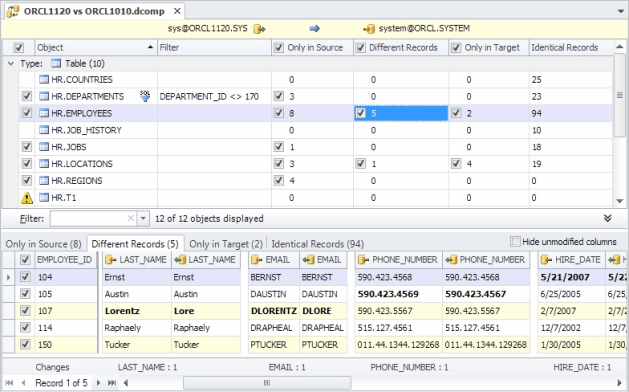 ORCL1120 vs ORCL1010.dcomp
sys@ORCL1120.SYS system@ORCL.SYSTEM
Object Filter Only in Source Different Records Only in Target Identical Records
Type: Table (10)
HR.COUNTRIES 0 0 0 25
HR.DEPARTMENTS SQL DEPARTMENT_ID <> 170 3 0 0 23
HR.EMPLOYEES 8 5 2 94
HR.JOB_HISTORY 0 0 0 10
HR.JOBS 1 0 0 18
HR.LOCATIONS 3 1 4 19
HR.REGIONS 4 0 0 0
HR.T1 0 0 0 0
Filter: 12 of 12 objects displayed
Only in Source (8) Different Records (5) Only in Target (2) Identical Records (94) Hide unmodified columns
EMPLOYEE_ID LAST_NAME LAST_NAME EMAIL EMAIL PHONE_NUMBER PHONE_NUMBER HIRE_DATE H
104 Ernst Ernst BERNST BERNST 590.423.4568 590.423.4568 5/21/2007 5/2
105 Austin Austin DAUSTIN DAUSTIN 590.423.4569 590.423.4567 6/25/2005 6/25
107 Lorentz Lore DLORENTZ DLORE 590.423.5567 590.423.5567 2/7/2007 2/7
114 Raphaely Raphaely DRAPHEAL DRAPHEAL 515.127.4561 515.127.4561 12/7/2002 12/7
150 Tucker Tucker PTUCKER PTUCKER 011.44.1344.129268 011.44.1344.129268 1/30/2005 1/30
Changes LAST_NAME : 1 EMAIL : 1 PHONE_NUMBER : 1 HIRE_DATE : 1
Record 1 of 5